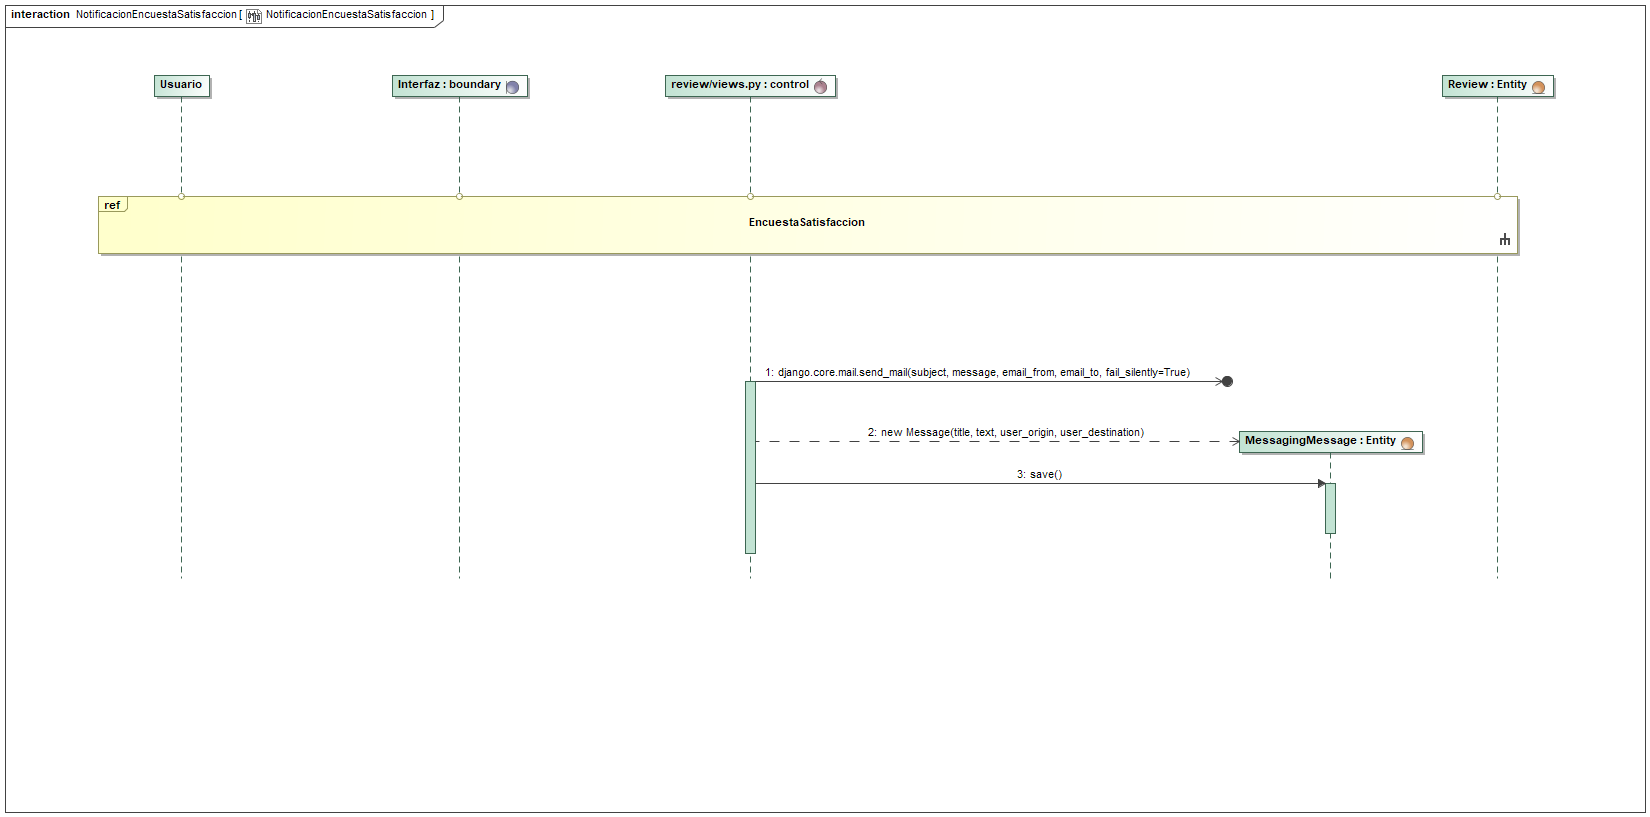 interaction NotificacionEncuestaSatisfaccion [ NotificacionEncuestaSatisfaccion ]
Usuario
Interfaz : boundary
review/views.py : control
Review : Entity
ref
EncuestaSatisfaccion
1: django.core.mail.send_mail(subject, message, email_from, email_to, fail_silently=True)
2: new Message(title, text, user_origin, user_destination)
MessagingMessage : Entity
3: save()